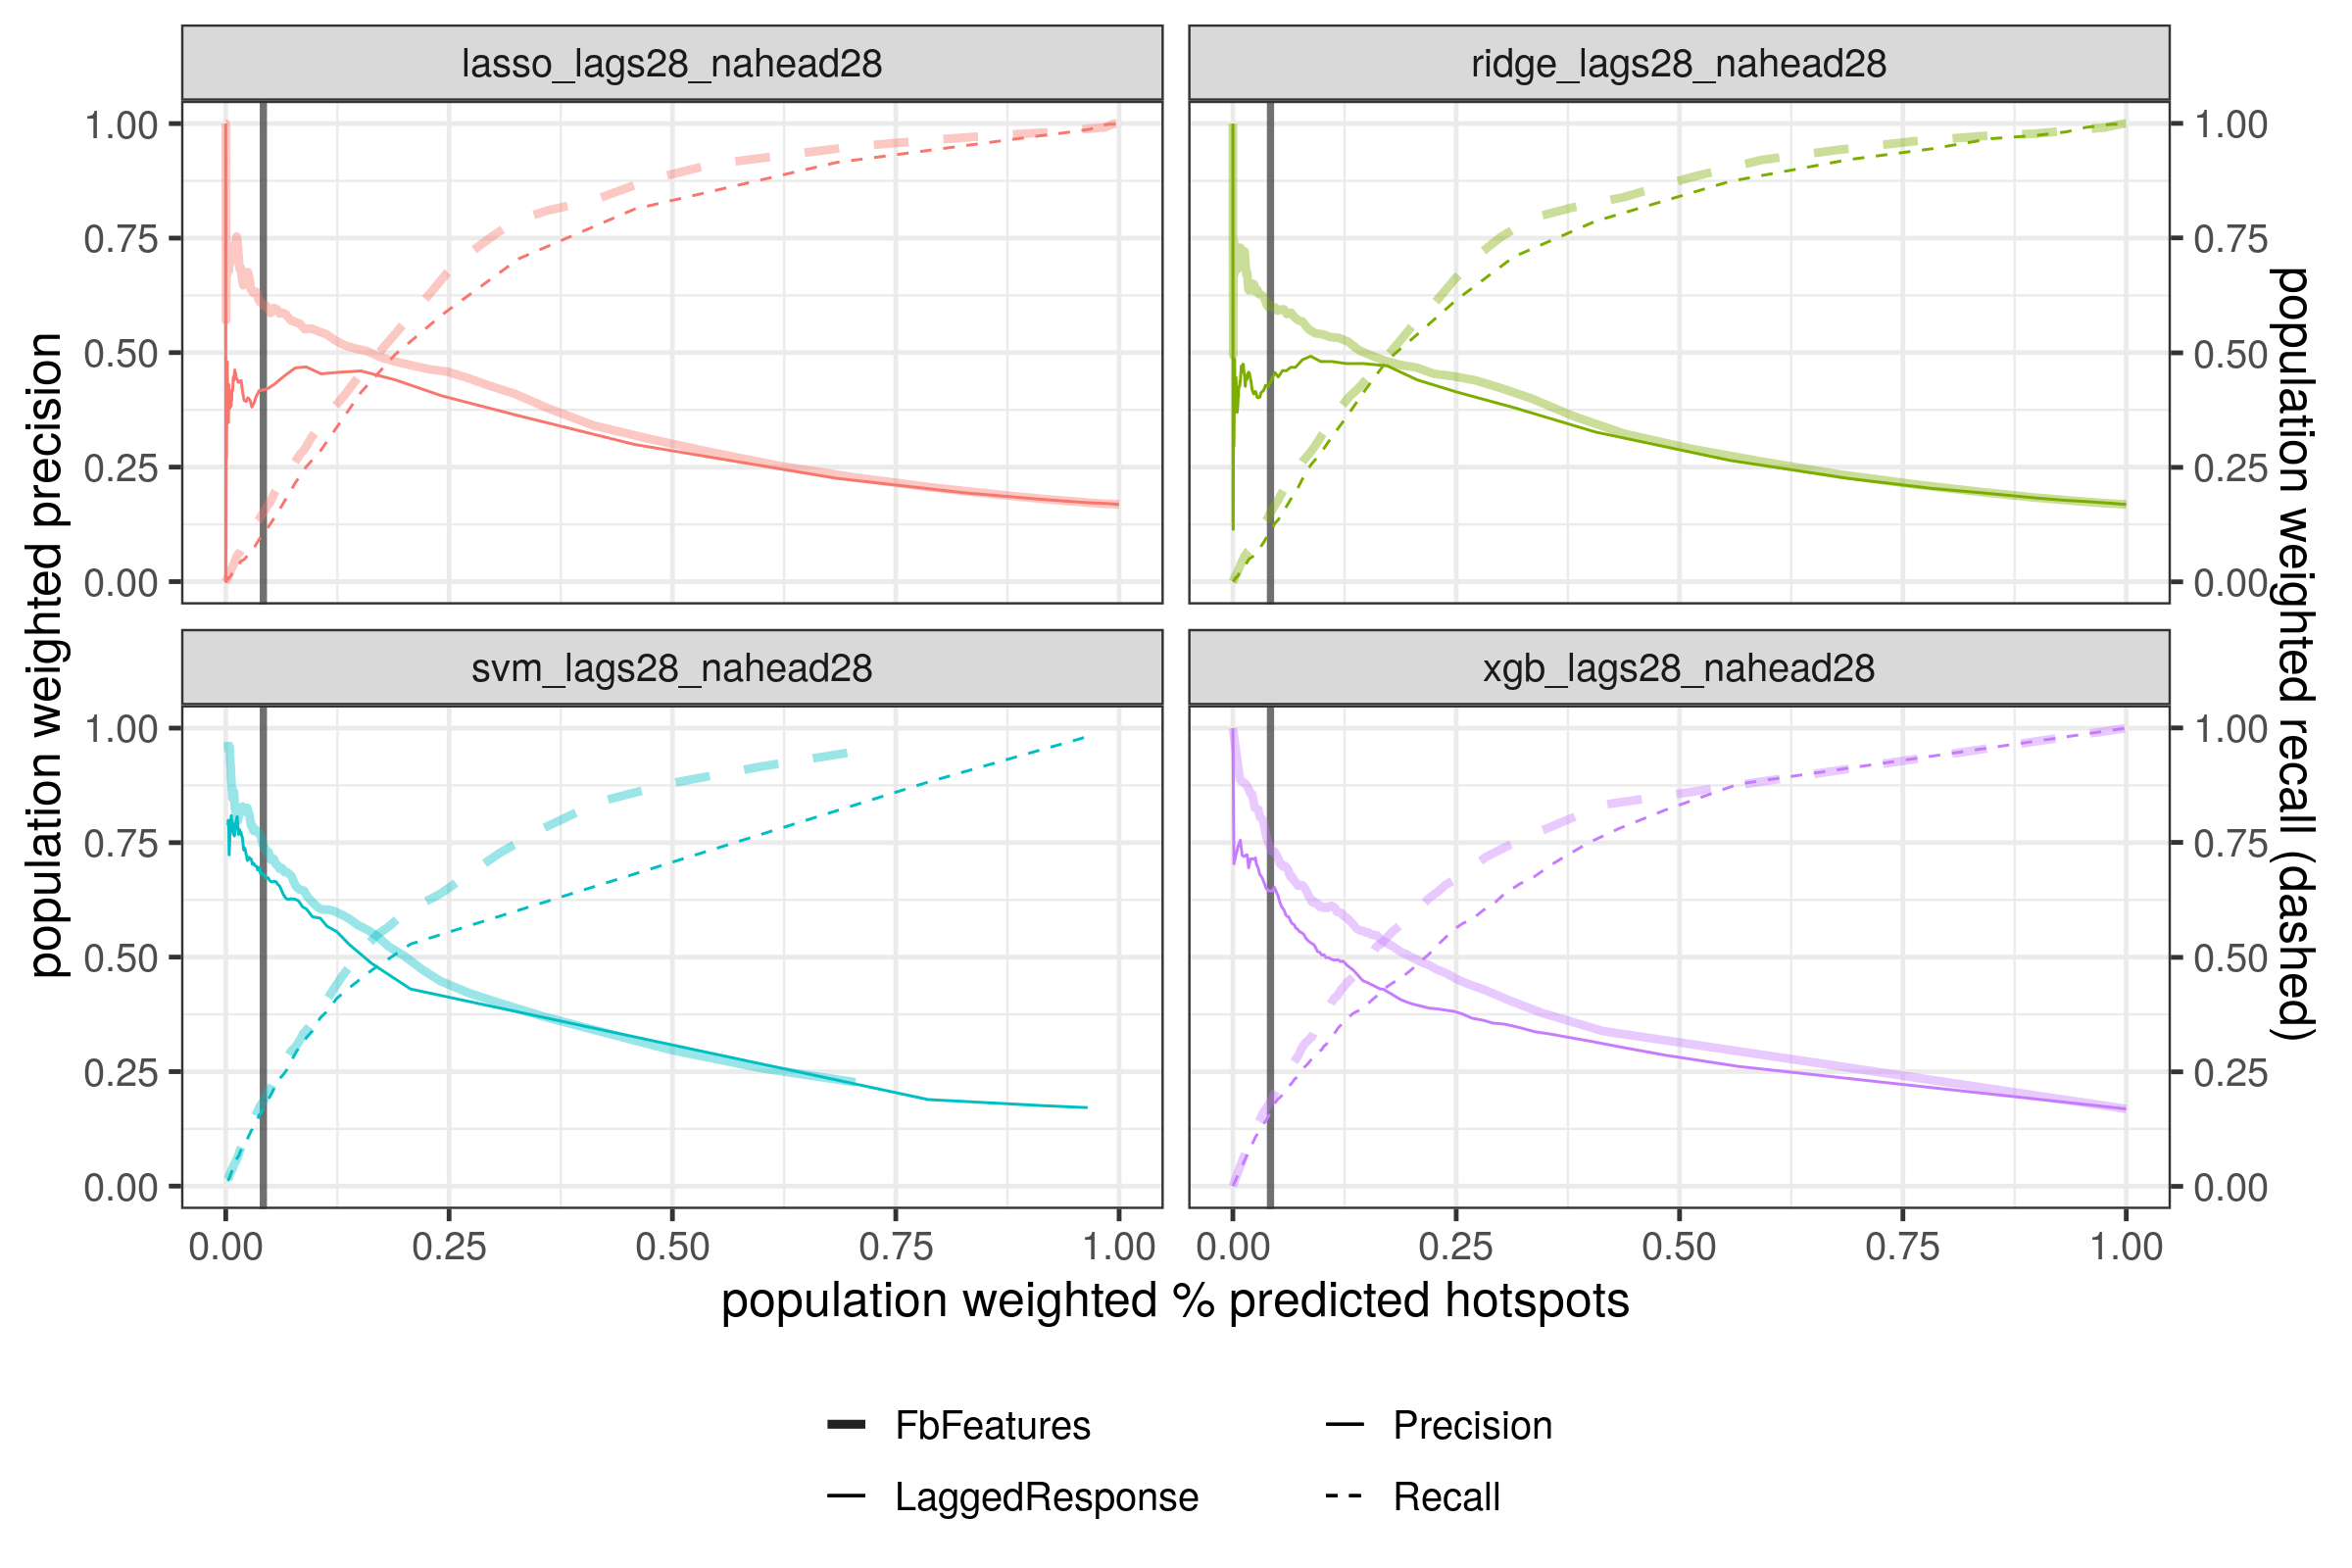 lasso_lags28_nahead28
ridge_lags28_nahead28
1.00
0.75
0.50
0.25
0.00
1.00
0.75
0.50
0.25
0.00
svm_lags28_nahead28
xgb_lags28_nahead28
1.00
0.75
0.50
0.25
0.00
1.00
0.75
0.50
0.25
0.00
population weighted precision
population weighted recall (dashed)
0.00 0.25 0.50 0.75 1.00
0.00 0.25 0.50 0.75 1.00
population weighted % predicted hotspots
FbFeatures
LaggedResponse
Precision
Recall